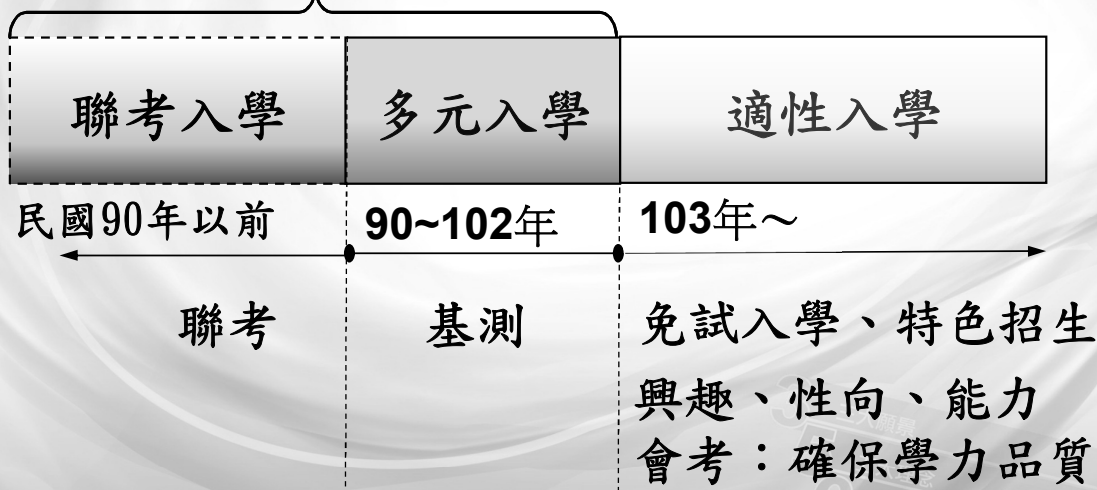 聯考入學 多元入學 適性入學
民國90年以前 90~102年 103年～
聯考 基測 免試入學、特色招生
興趣、性向、能力
會考：確保學力品質